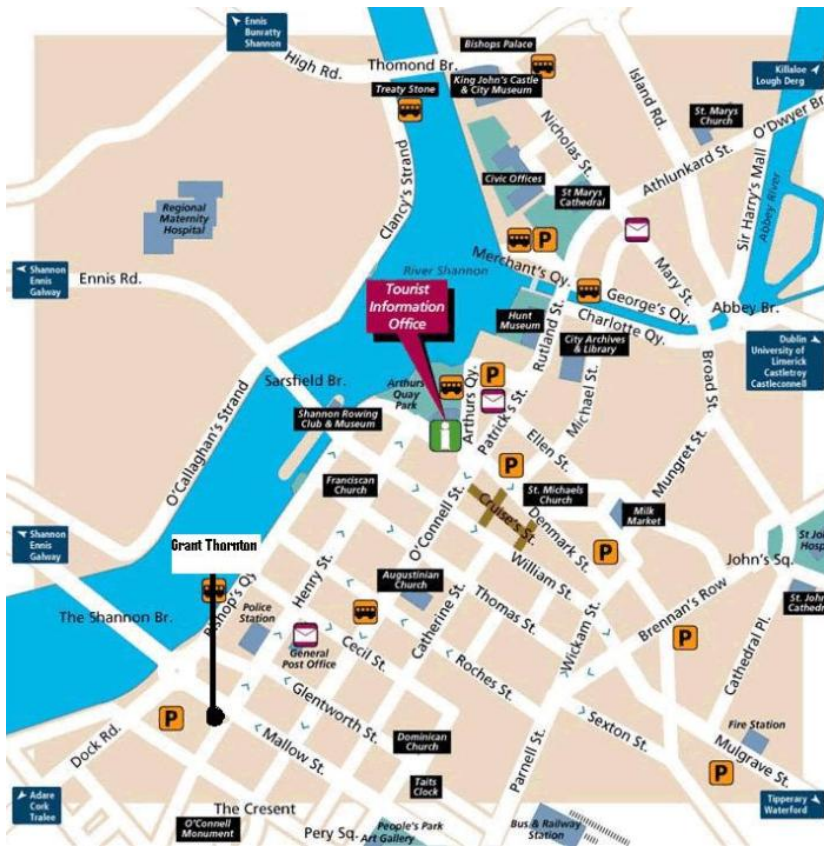 Ennis
Bunratty
Shannon
High Rd.
Thomond Br.
Bishops Palace
King John's Castle
& City Museum
Treaty Stone
Island Rd.
Killaloe
Lough Derg
St. Marys
Church
O'Dwyer Br.
Nicholas St.
Athlunkard St.
Clancy's Strand
Civic Offices
St Marys
Cathedral
Sir Harry's Mall
Abbey River
Regional
Maternity
Hospital
Merchant's Qy.
River Shannon
Mary St.
Shannon
Ennis
Galway
Ennis Rd.
Tourist
Information
Office
P
George's Qy.
Abbey Br.
Charlotte Qy.
Hunt
Museum
Rutland St.
City Archives
& Library
Dublin
University of
Limerick
Castletroy
Castleconnell
Sarsfield Br.
Arthurs
Quay
Park
Arthurs Qy.
P
Patrick's St.
Michael St.
Broad St.
O'Callaghan's Strand
Shannon Rowing
Club & Museum
i
Ellen St.
Mungret St.
Franciscan
Church
P
St. Michaels
Church
O'Connell St.
Cruise's St.
Denmark St.
Milk
Market
Shannon
Ennis
Galway
Grant Thornton
William St.
P
John's Sq.
St John
Hosp
St. John
Cathedr
The Shannon Br.
Bishop's Qy
Henry St.
Augustinian
Church
Catherine St.
Thomas St.
Wickam St.
Brennan's Row
Police
Station
General
Post Office
Cecil St.
Roches St.
P
Cathedral Pl.
Glentworth St.
Sexton St.
P
Dock Rd.
Mallow St.
Dominican
Church
Parnell St.
Fire Station
Mulgrave St.
Taits
Clock
P
Adare
Cork
Tralee
The Cresent
O'Connell
Monument
Pery Sq.
People's Park
Art Gallery
Bus & Railway
Station
Tipperary
Waterford